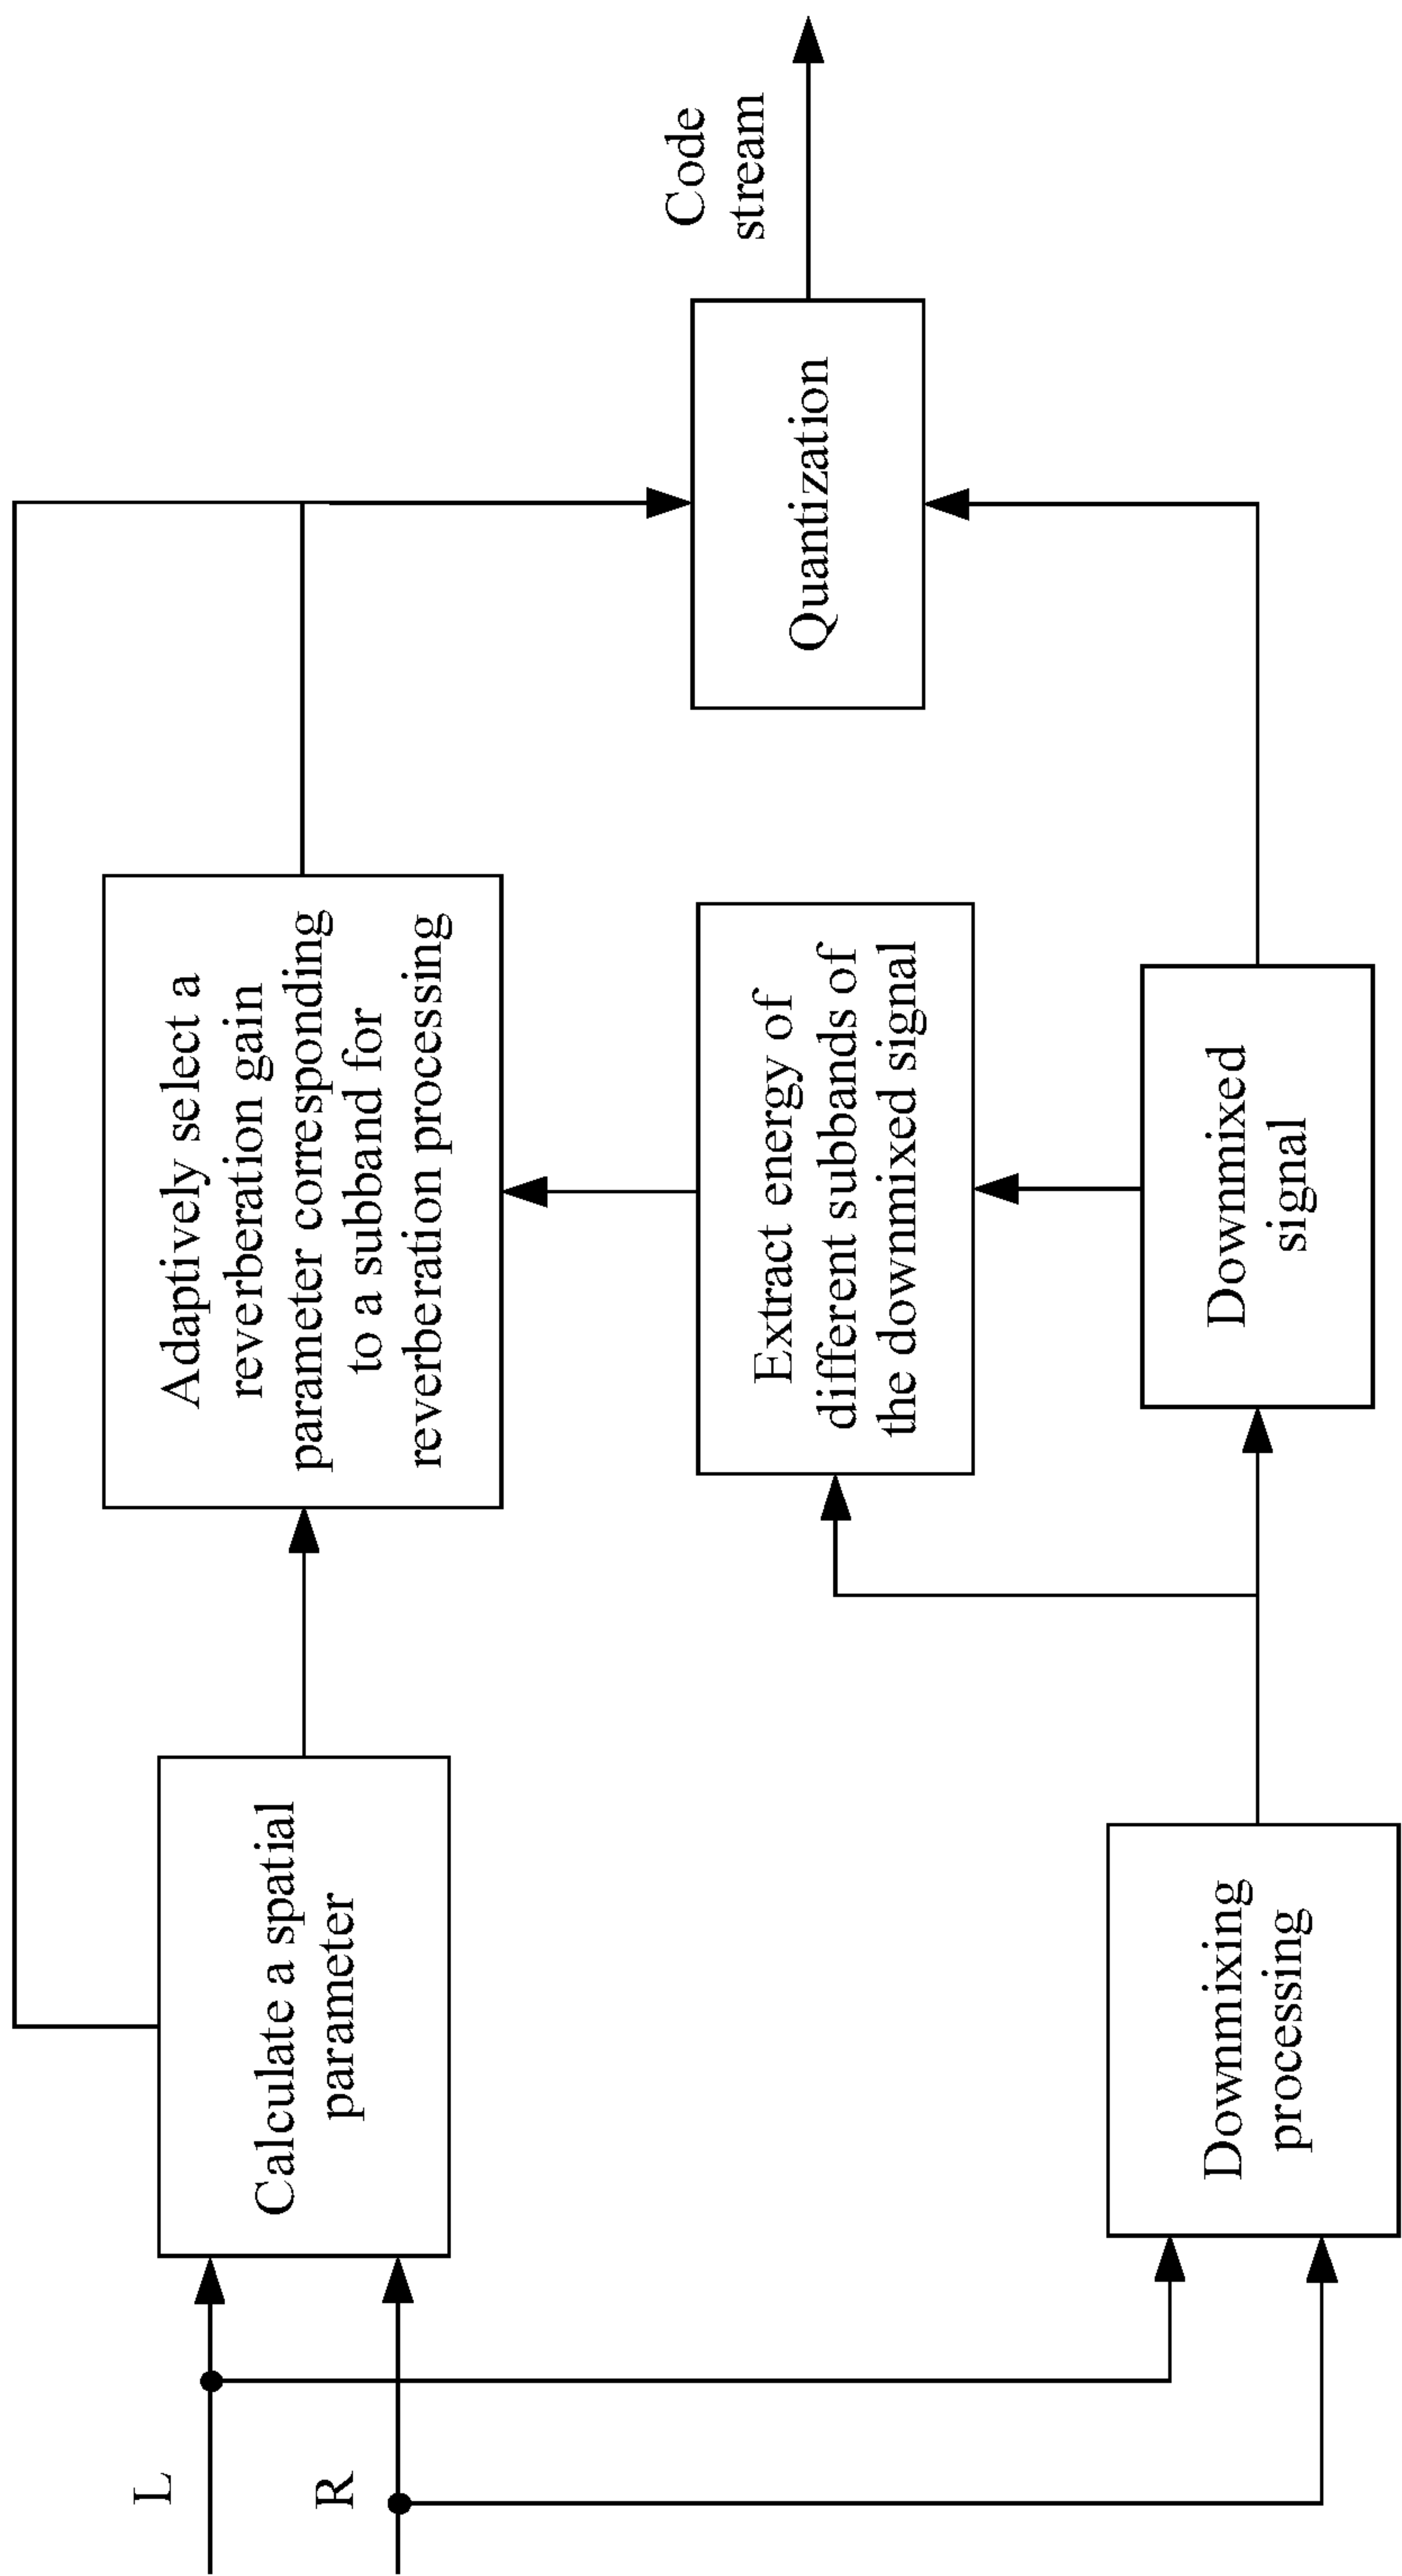 L
R
Calculate a spatial
parameter
Adaptively select a
reverberation gain
parameter corresponding
to a subband for
reverberation processing
Extract energy of
different subbands of
the downmixed signal
Downmixing
processing
Downmixed
signal
Quantization
Code
stream